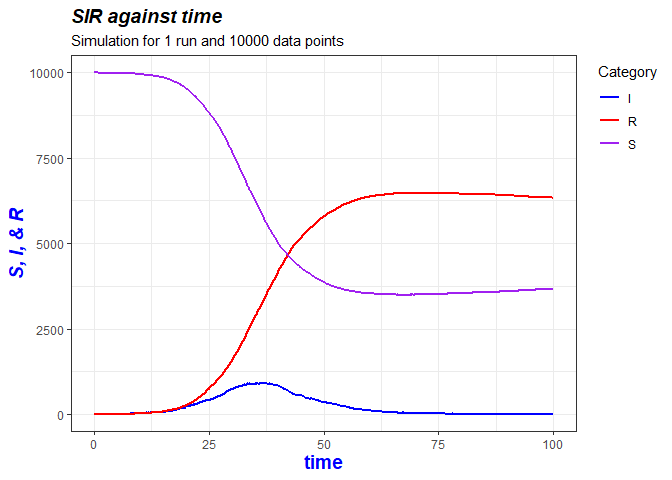 SIR against time
Simulation for 1 run and 10000 data points
10000
7500
5000
2500
0
S, I, & R
0 25 50 75 100
time
Category
I
R
S